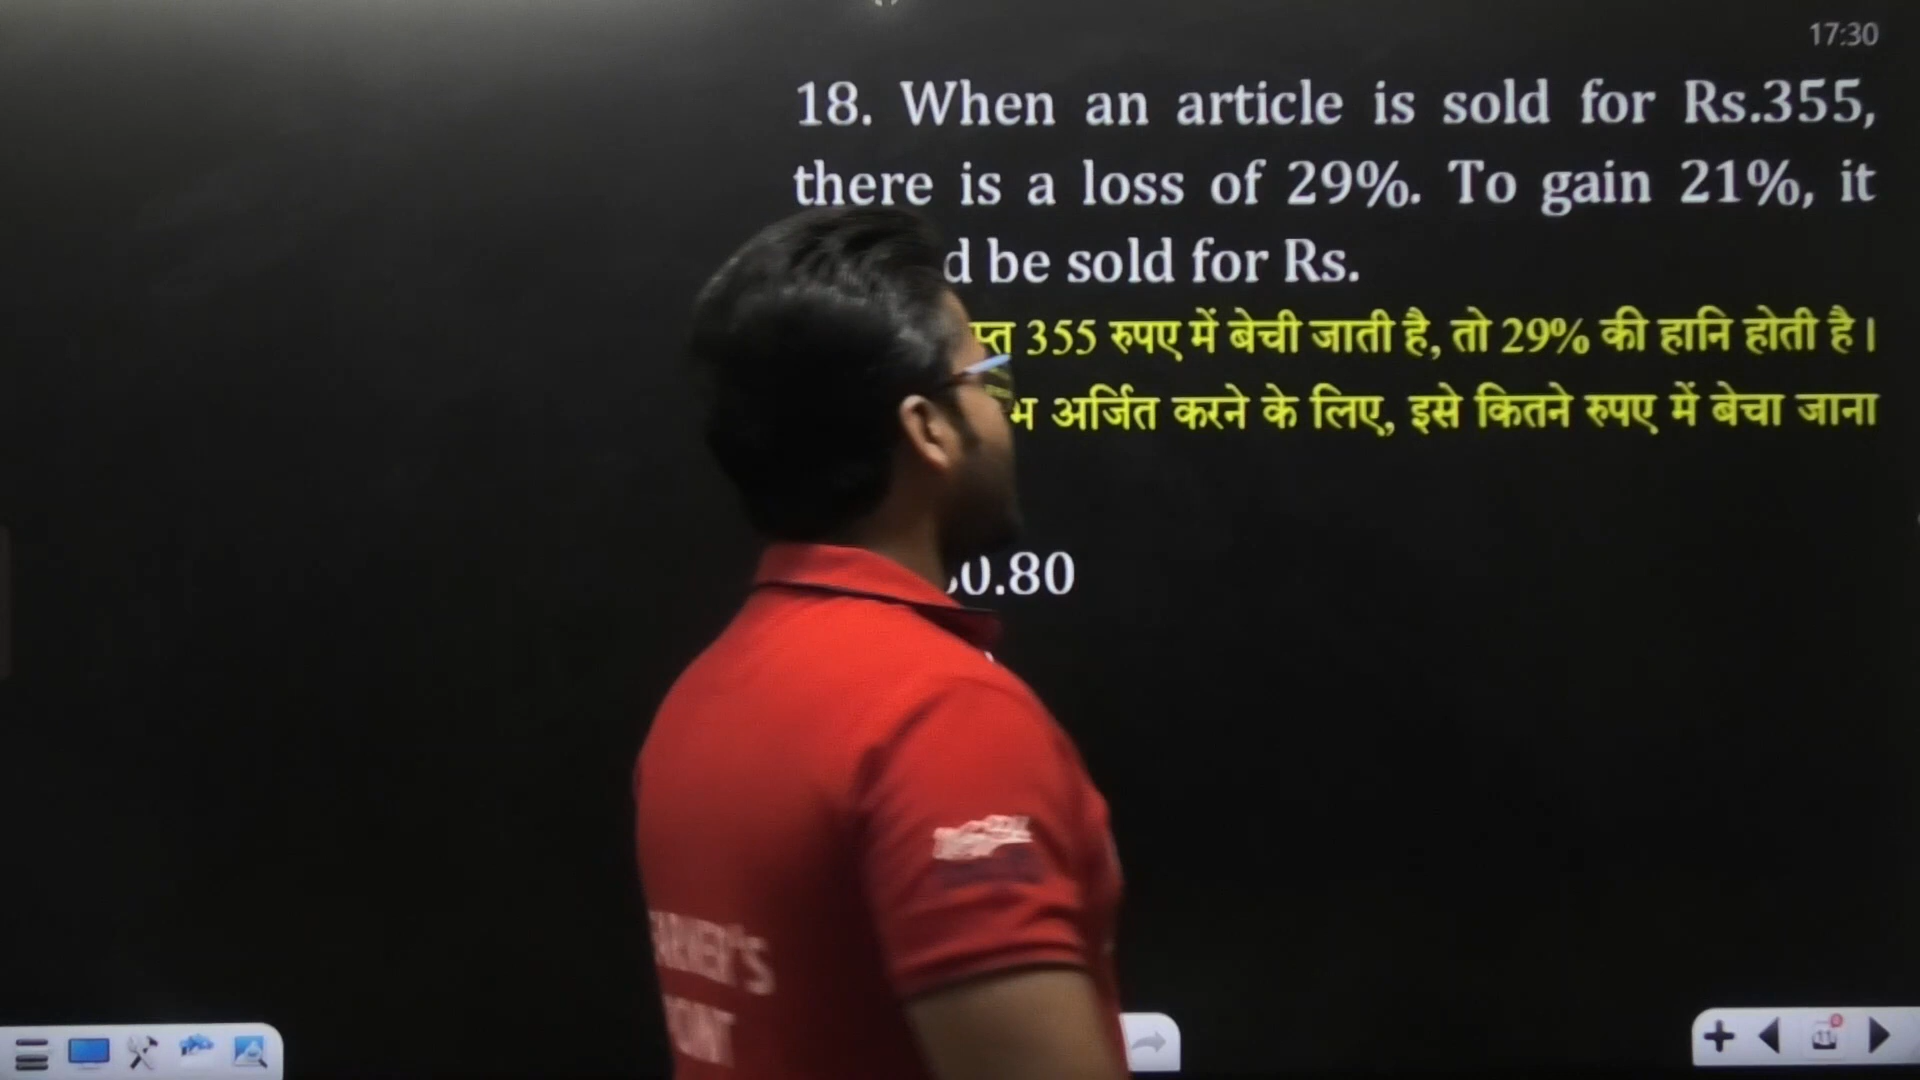 17:30
18. When an article is sold for Rs.355,
there is a loss of 29%. To gain 21%, it
be sold for Rs.
355 रुपए में बेची जाती है, तो 29% की हानि होती है।
अर्जित करने के लिए, इसे कितने रुपए में बेचा जाना
0.80